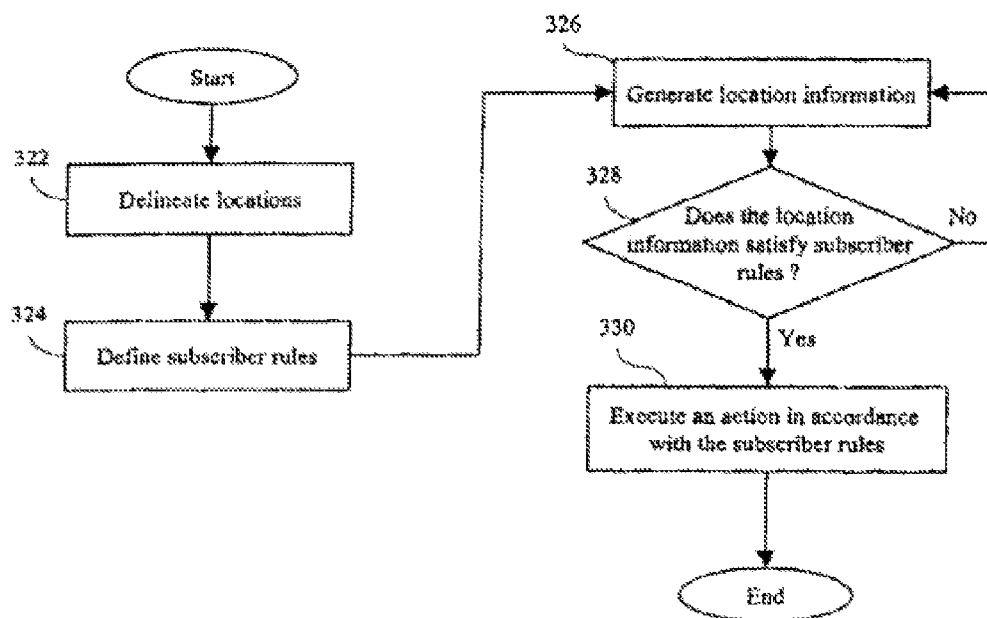 Start
322
Delineate locations
324
Define subscriber rules
326
Generate location information
328
Does the location
information satisfy subscriber
rules ?
No
Yes
330
Execute an action in accordance
with the subscriber rules
End